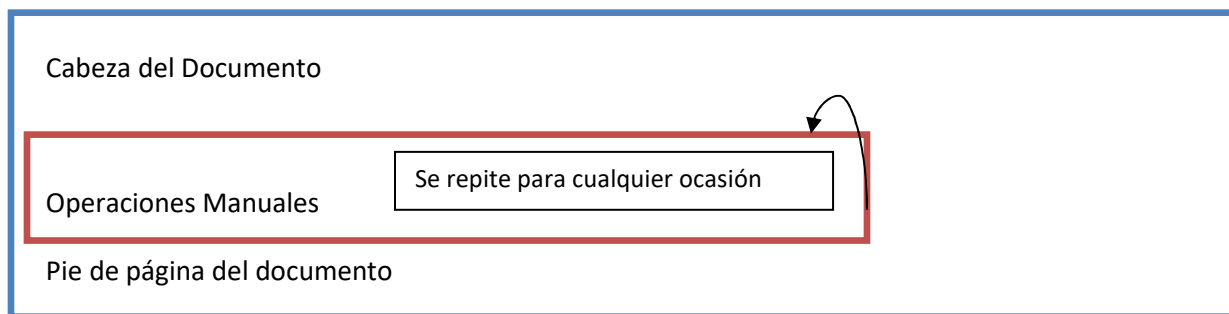 Cabeza del Documento
Se repite para cualquier ocasión
Operaciones Manuales
Pie de página del documento